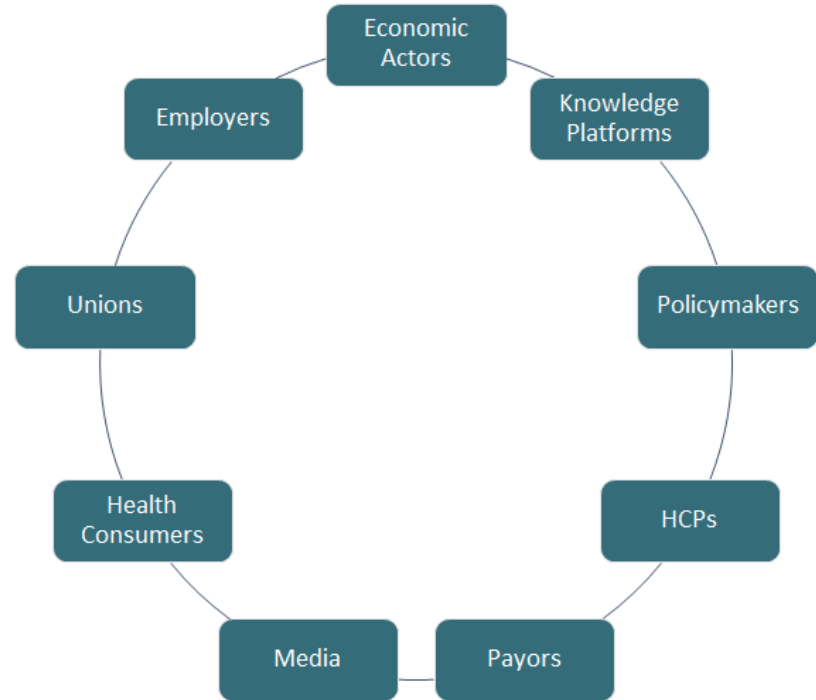 Economic
Actors
Knowledge
Platforms
Policymakers
HCPs
Payors
Media
Health
Consumers
Unions
Employers